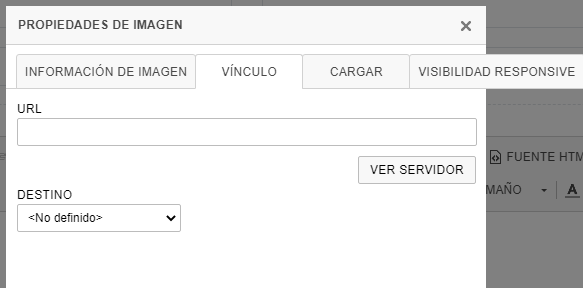 PROPIEDADES DE IMAGEN
INFORMACIÓN DE IMAGEN VÍNCULO CARGAR VISIBILIDAD RESPONSIVE
URL
FUENTE HTM
VER SERVIDOR
MAÑO A
DESTINO
<No definido>